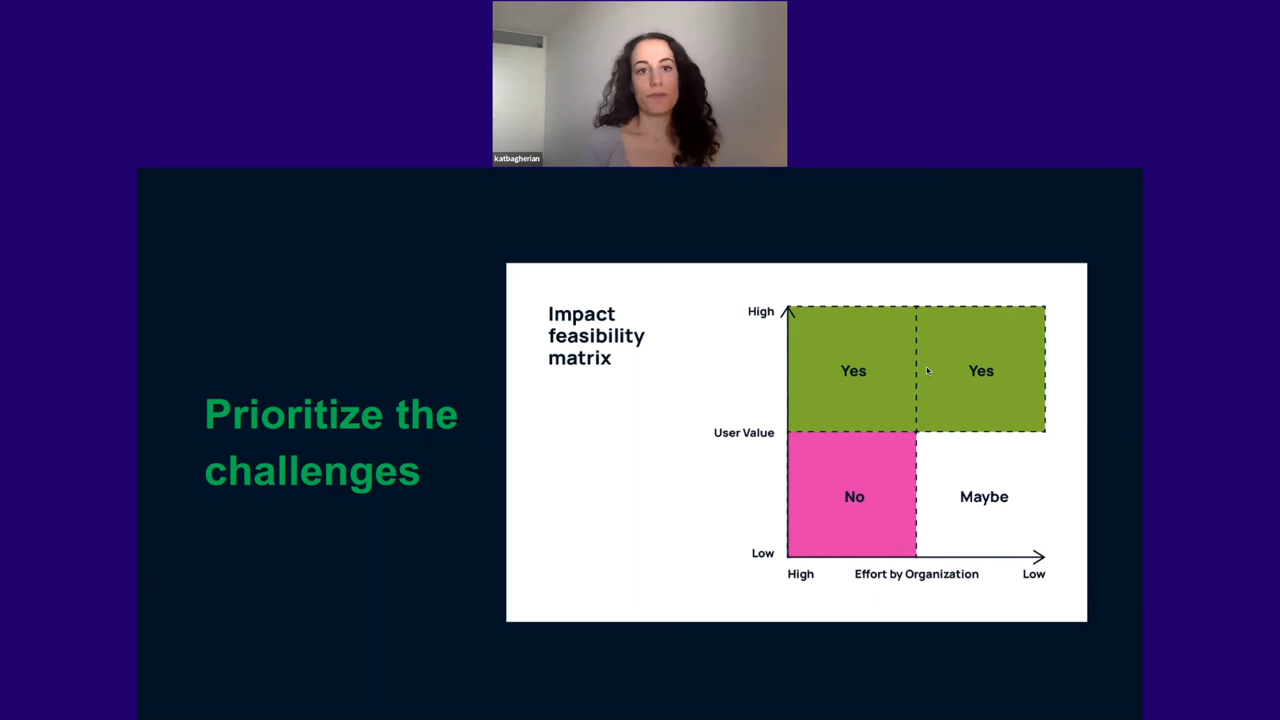 katbagherian
Prioritize the
challenges
Impact
feasibility
matrix
High
Yes
Yes
User Value
No
Maybe
Low
High
Effort by Organization
Low